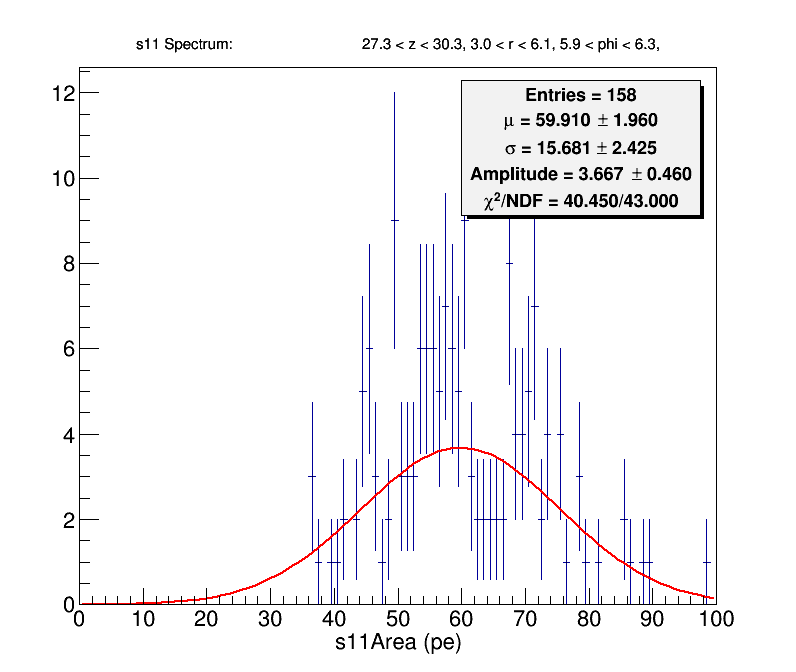 s11 Spectrum: 27.3 < z < 30.3, 3.0 < r < 6.1, 5.9 < phi < 6.3,
Entries = 158
μ = 59.910 ± 1.960
σ = 15.681 ± 2.425
Amplitude = 3.667 ± 0.460
χ²/NDF = 40.450/43.000
12
10
8
6
4
2
0
0 10 20 30 40 50 60 70 80 90 100
s11Area (pe)